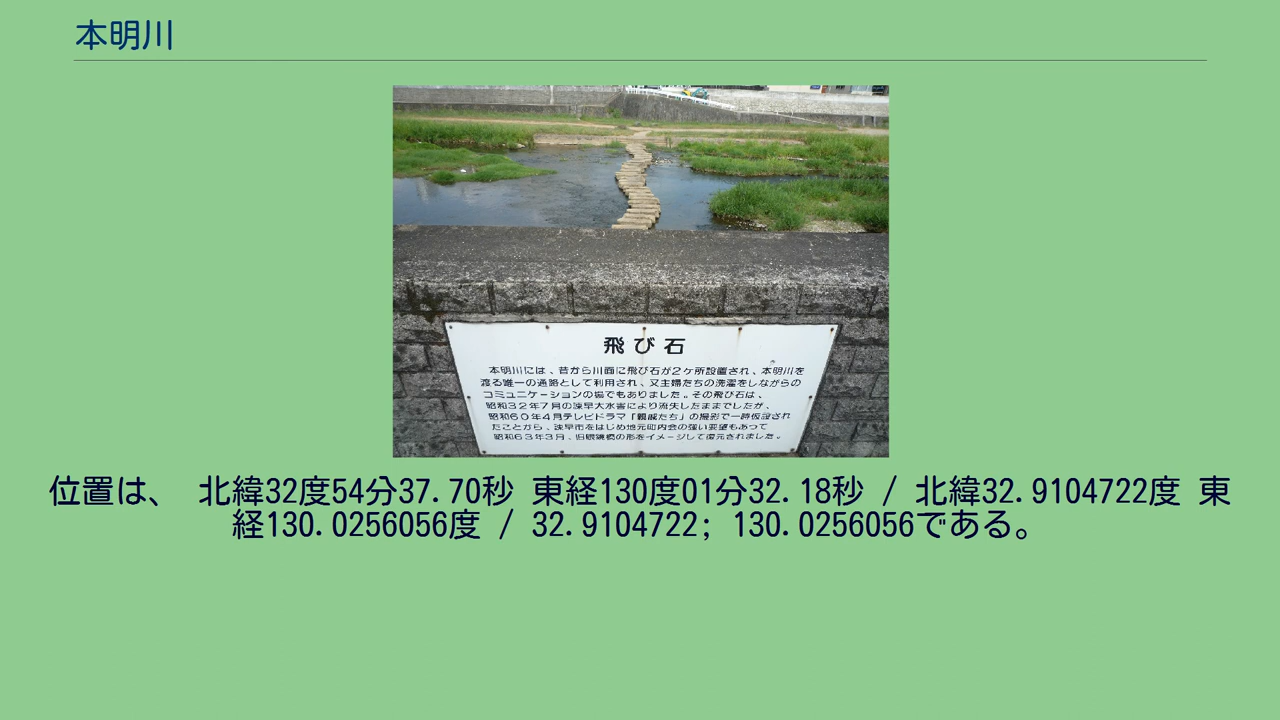 本明川
飛び石
本明川には、昔から川面に飛び石が2ケ所設置され、本明川を
渡る唯一の通路として利用され、又主婦たちの洗濯をしながらの
コミュニケーションの場でもありました。その飛び石は、
昭和32年7月の諫早大水害により流失したままでしたが、
昭和60年4月テレビドラマ「親戚たち」の撮影で一時仮設され
たことから、諫早市をはじめ地元町内会の強い要望もあって
昭和63年3月、旧眼鏡橋の形をイメージして復元されました。
位置は、 北緯32度54分37.70秒 東経130度01分32.18秒 / 北緯32.9104722度 東
経130.0256056度 / 32.9104722; 130.0256056である。